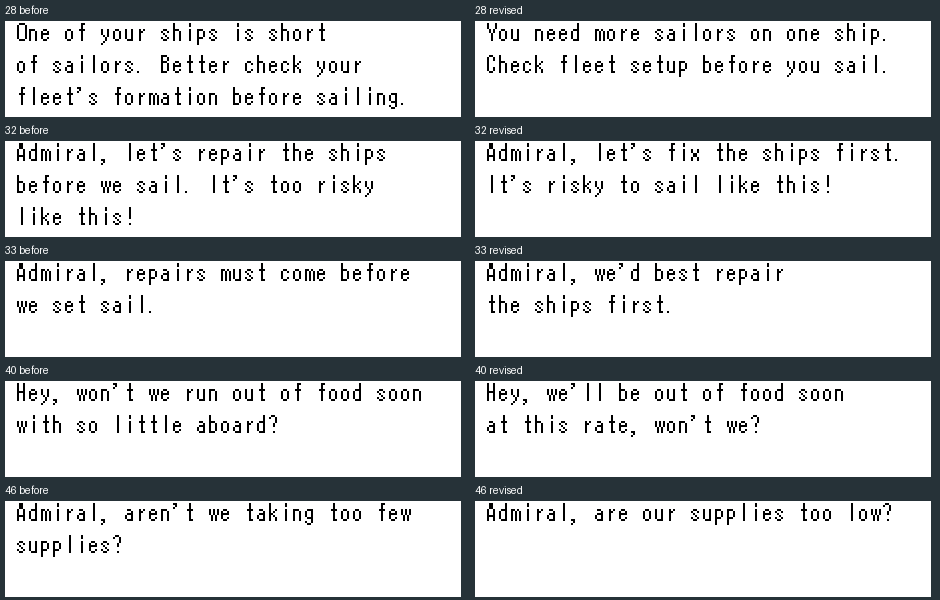 28 before
One of your ships is short
of sailors. Better check your
fleet's formation before sailing.
28 revised
You need more sailors on one ship.
Check fleet setup before you sail.
32 before
Admiral, let's repair the ships
before we sail. It's too risky
like this!
32 revised
Admiral, let's fix the ships first.
It's risky to sail like this!
33 before
Admiral, repairs must come before
we set sail.
33 revised
Admiral, we'd best repair
the ships first.
40 before
Hey, won't we run out of food soon
with so little aboard?
40 revised
Hey, we'll be out of food soon
at this rate, won't we?
46 before
Admiral, aren't we taking too few
supplies?
46 revised
Admiral, are our supplies too low?